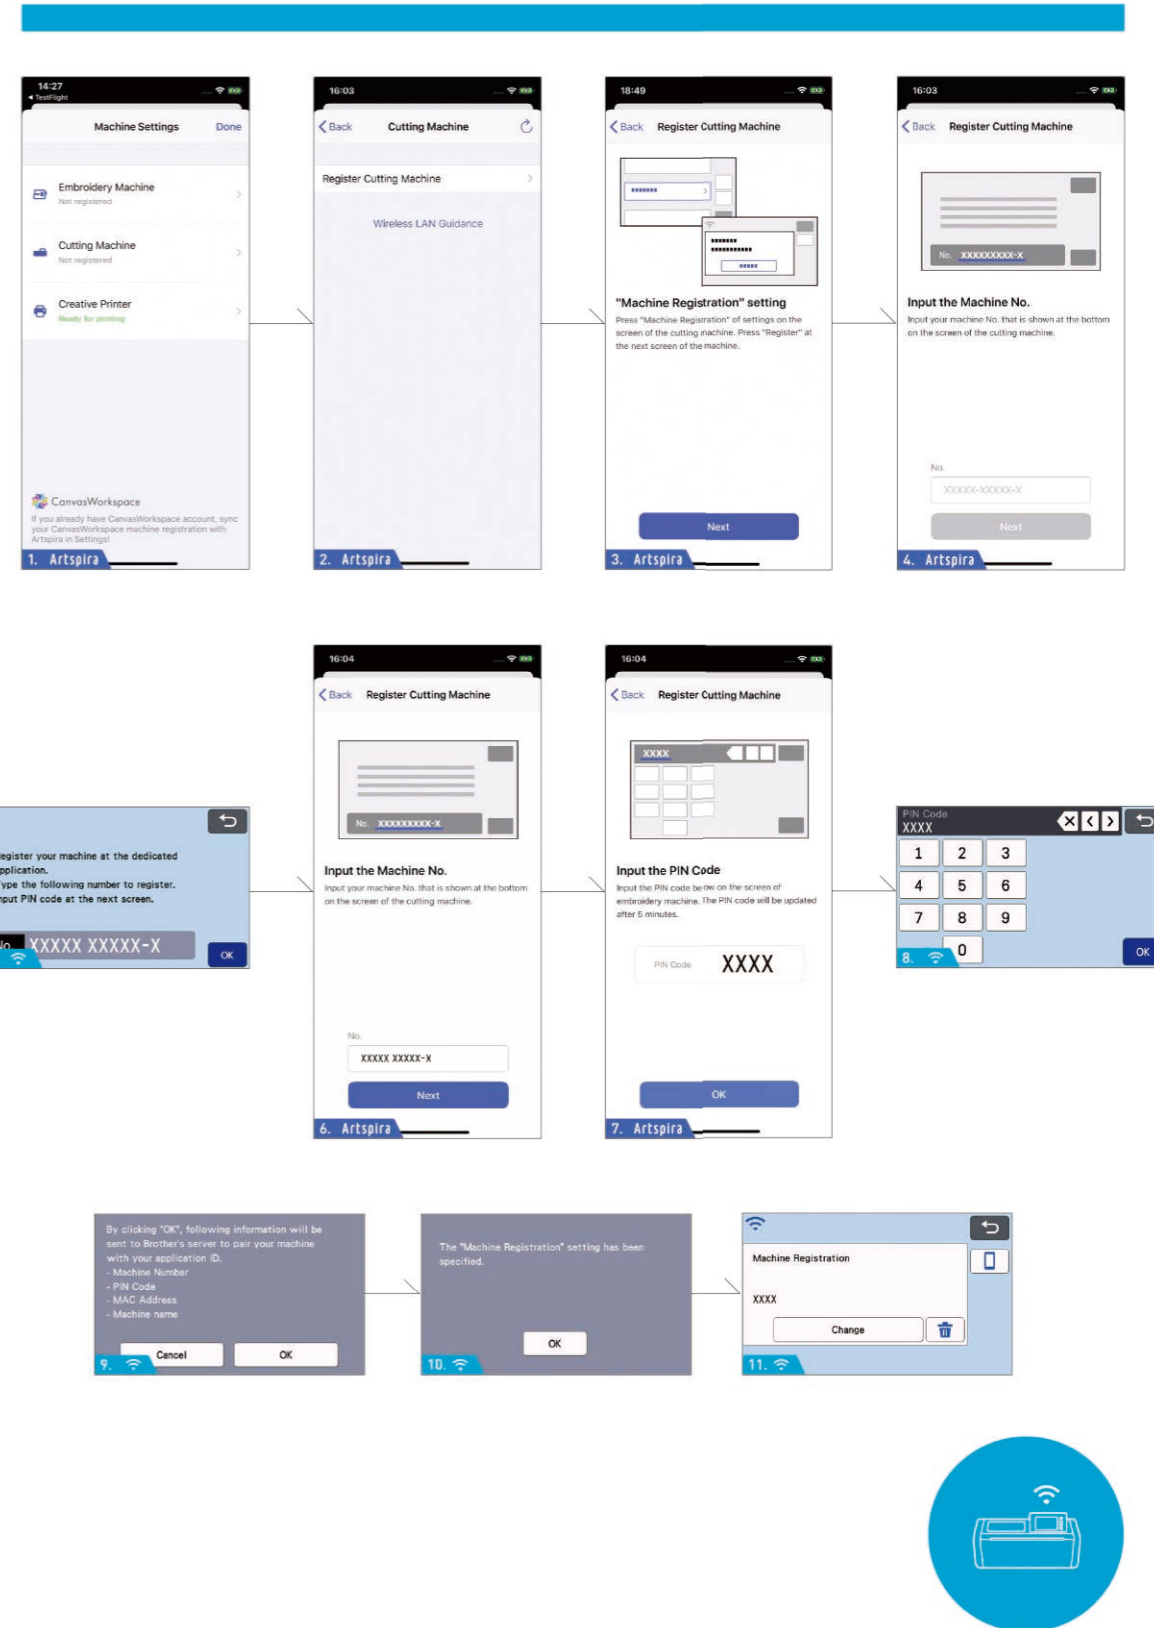 14:27
TestFlight
Machine Settings
Done
Embroidery Machine
Not registered
Cutting Machine
Not registered
Creative Printer
Ready for printing
CanvasWorkspace
If you already have CanvasWorkspace account, sync
your CanvasWorkspace machine registration with
Artspira in Settings!
1. Artspira
16:03
Back
Cutting Machine
Register Cutting Machine
Wireless LAN Guidance
2. Artspira
18:49
Back
Register Cutting Machine
"Machine Registration" setting
Press "Machine Registration" of settings on the
screen of the cutting machine. Press "Register" at
the next screen of the machine.
Next
3. Artspira
16:03
Back
Register Cutting Machine
No. XXXXXXXXX-X
Input the Machine No.
Input your machine No. that is shown at the bottom
on the screen of the cutting machine.
No.
XXXXX-XXXXX-X
Next
4. Artspira
egister your machine at the dedicated
pplication.
ype the following number to register.
nput PIN code at the next screen.
No. XXXXX XXXXX-X
OK
16:04
Back
Register Cutting Machine
No. XXXXXXXXX-X
Input the Machine No.
Input your machine No. that is shown at the bottom
on the screen of the cutting machine.
No.
XXXXX XXXXX-X
Next
6. Artspira
16:04
Back
Register Cutting Machine
XXXX
Input the PIN Code
Input the PIN code below on the screen of
embroidery machine. The PIN code will be updated
after 5 minutes.
PIN Code XXXX
OK
7. Artspira
PIN Code
XXXX
1 2 3
4 5 6
7 8 9
0
OK
8.
By clicking "OK", following information will be
sent to Brother's server to pair your machine
with your application ID.
- Machine Number
- PIN Code
- MAC Address
- Machine name
Cancel
OK
9.
The "Machine Registration" setting has been
specified.
OK
10.
Machine Registration
XXXX
Change
11.